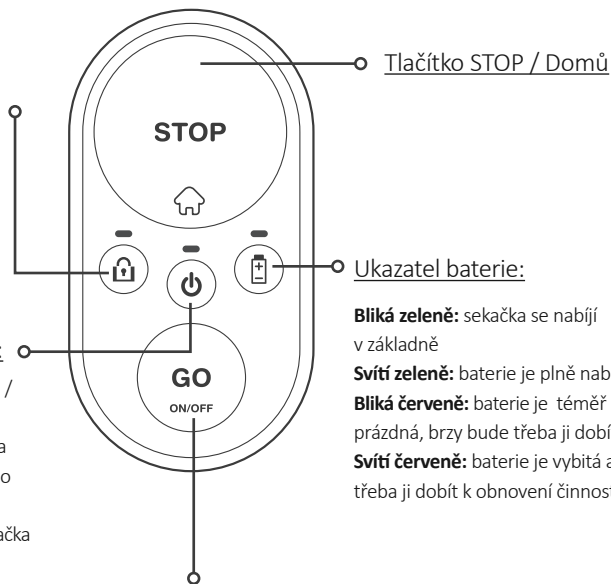 Tlačítko STOP / Domů
STOP
Ukazatel baterie:
Bliká zeleně: sekačka se nabíjí
v základně
Svítí zeleně: baterie je plně nab
Bliká červeně: baterie je téměř
prázdná, brzy bude třeba ji dobí
Svítí červeně: baterie je vybitá a
třeba ji dobít k obnovení činnost
GO
ON/OFF
:
/
a
o
ačka